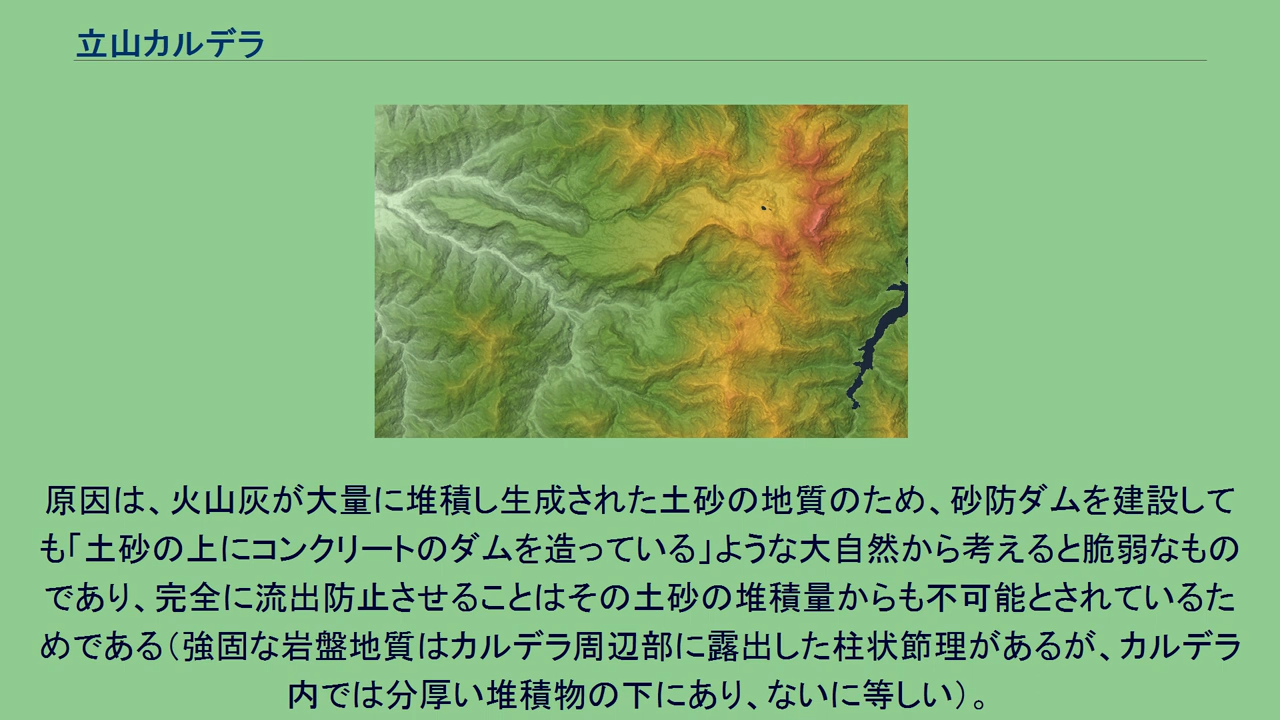 立山カルデラ
原因は、火山灰が大量に堆積し生成された土砂の地質のため、砂防ダムを建設して
も「土砂の上にコンクリートのダムを造っている」ような大自然から考えると脆弱なもの
であり、完全に流出防止させることはその土砂の堆積量からも不可能とされているた
めである（強固な岩盤地質はカルデラ周辺部に露出した柱状節理があるが、カルデラ
内では分厚い堆積物の下にあり、ないに等しい）。